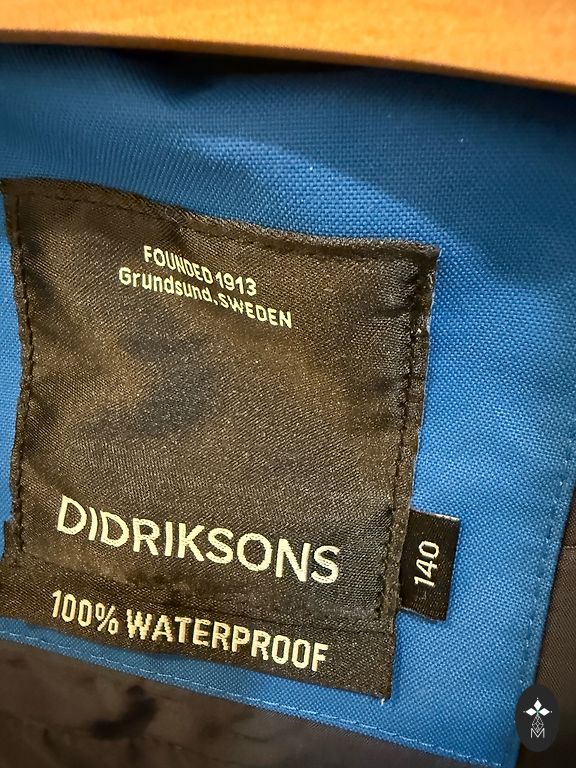 FOUNDED 1913
Grundsund. SWEDEN
DIDRIKSONS
140
100% WATERPROOF
M